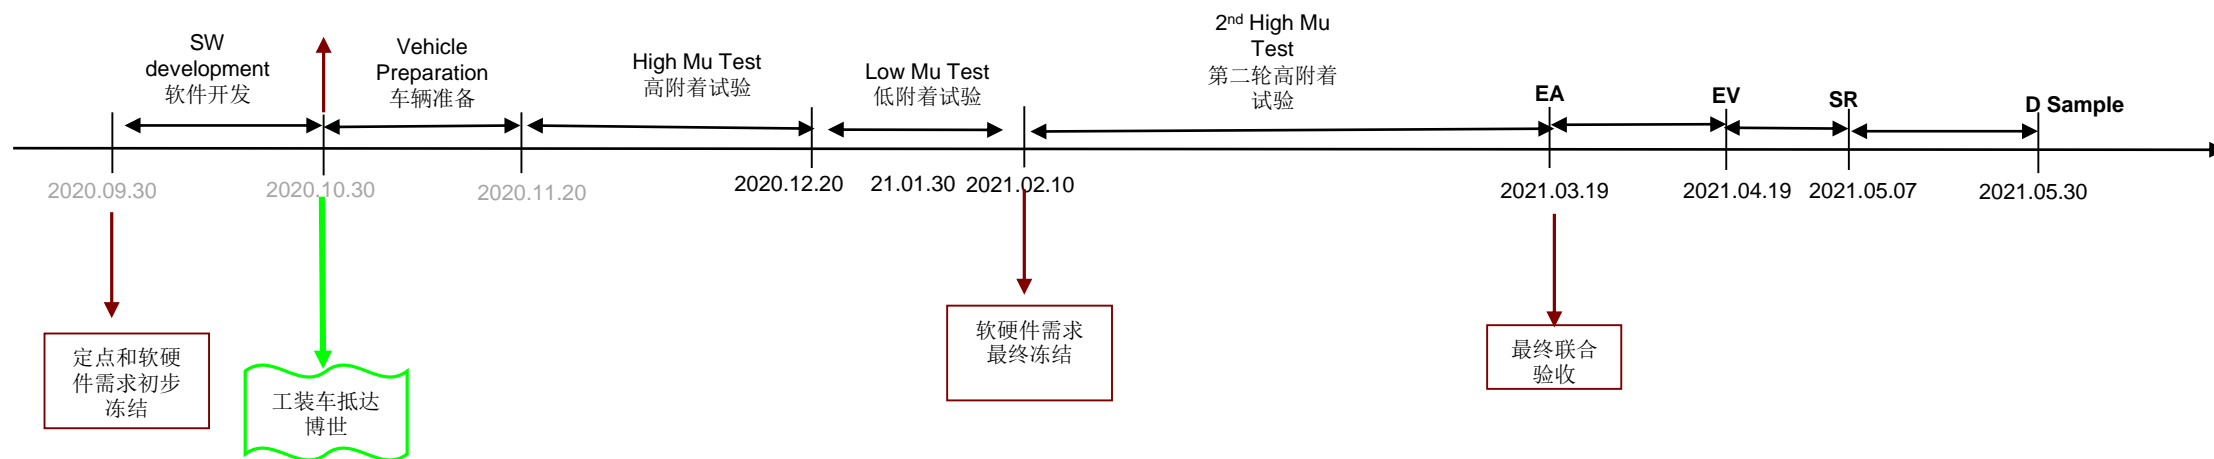 SW
development
软件开发
Vehicle
Preparation
车辆准备
High Mu Test
高附着试验
Low Mu Test
低附着试验
2nd High Mu
Test
第二轮高附着
试验
EA
EV
SR
D Sample
2020.09.30
2020.10.30
2020.11.20
2020.12.20
21.01.30
2021.02.10
2021.03.19
2021.04.19
2021.05.07
2021.05.30
定点和软硬
件需求初步
冻结
工装车抵达
博世
软硬件需求
最终冻结
最终联合
验收